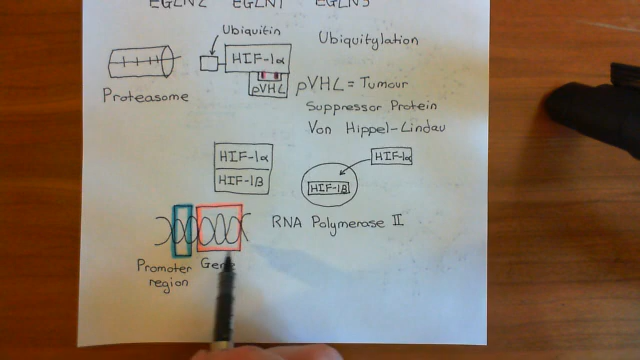 EGLN2 EGLN1 EGLN3
Ubiquitin
Ubiquitylation
HIF-1α
pVHL
Proteasome
pVHL = Tumour
Suppressor Protein
Von Hippel-Lindau
HIF-1α
HIF-1β
HIF-1α
HIF-1β
RNA Polymerase II
Promoter
region
Gene